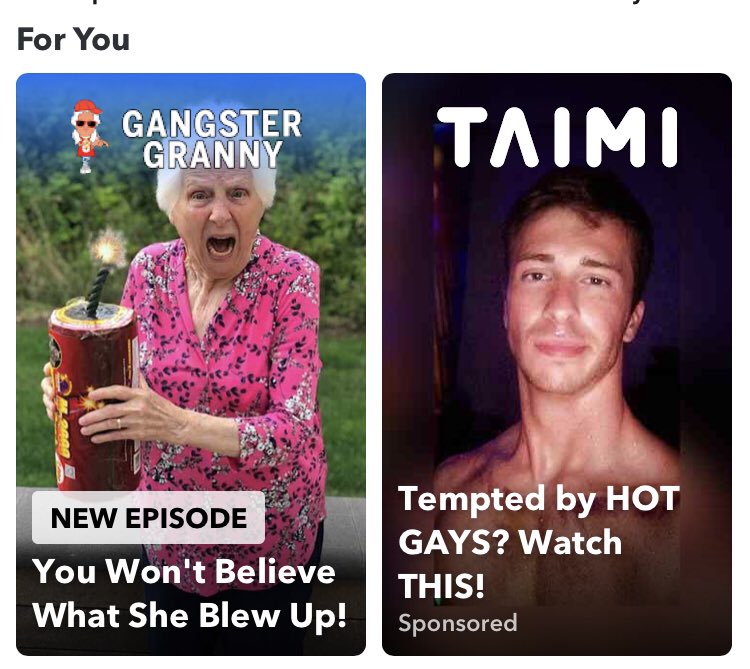 For You
GANGSTER
GRANNY
NEW EPISODE
You Won't Believe
What She Blew Up!
TAIMI
Tempted by HOT
GAYS? Watch
THIS!
Sponsored